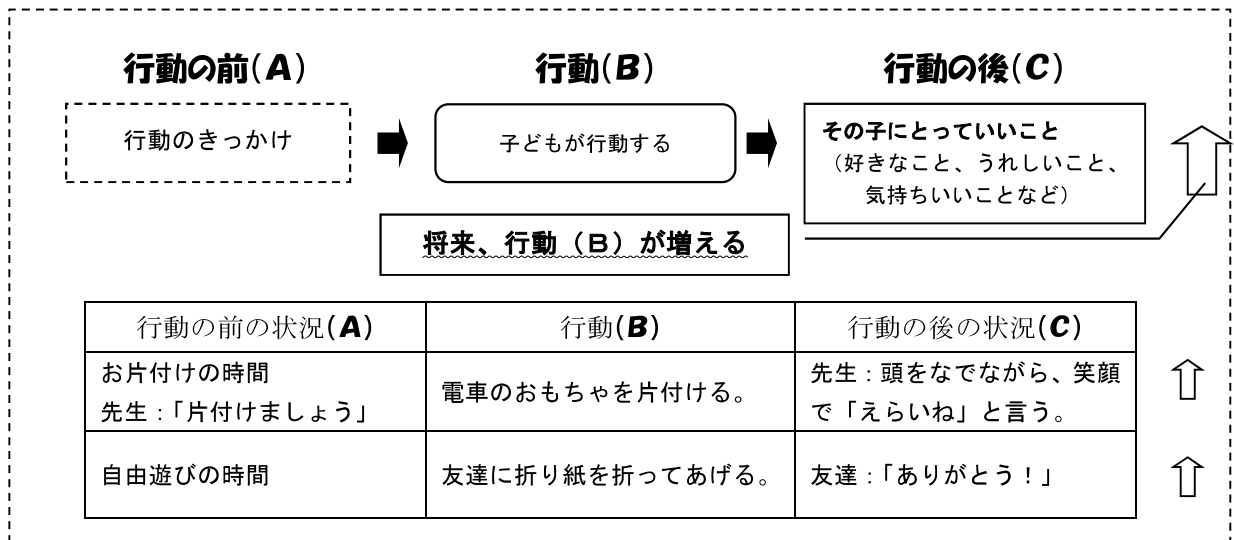 行動の前(A)
行動(B)
行動の後(C)
行動のきっかけ
子どもが行動する
その子にとっていいこと
（好きなこと、うれしいこと、
気持ちいいことなど）
将来、行動（B）が増える
行動の前の状況(A)
行動(B)
行動の後の状況(C)
お片付けの時間
先生：「片付けましょう」
電車のおもちゃを片付ける。
先生：頭をなでながら、笑顔
で「えらいね」と言う。
自由遊びの時間
友達に折り紙を折ってあげる。
友達：「ありがとう！」